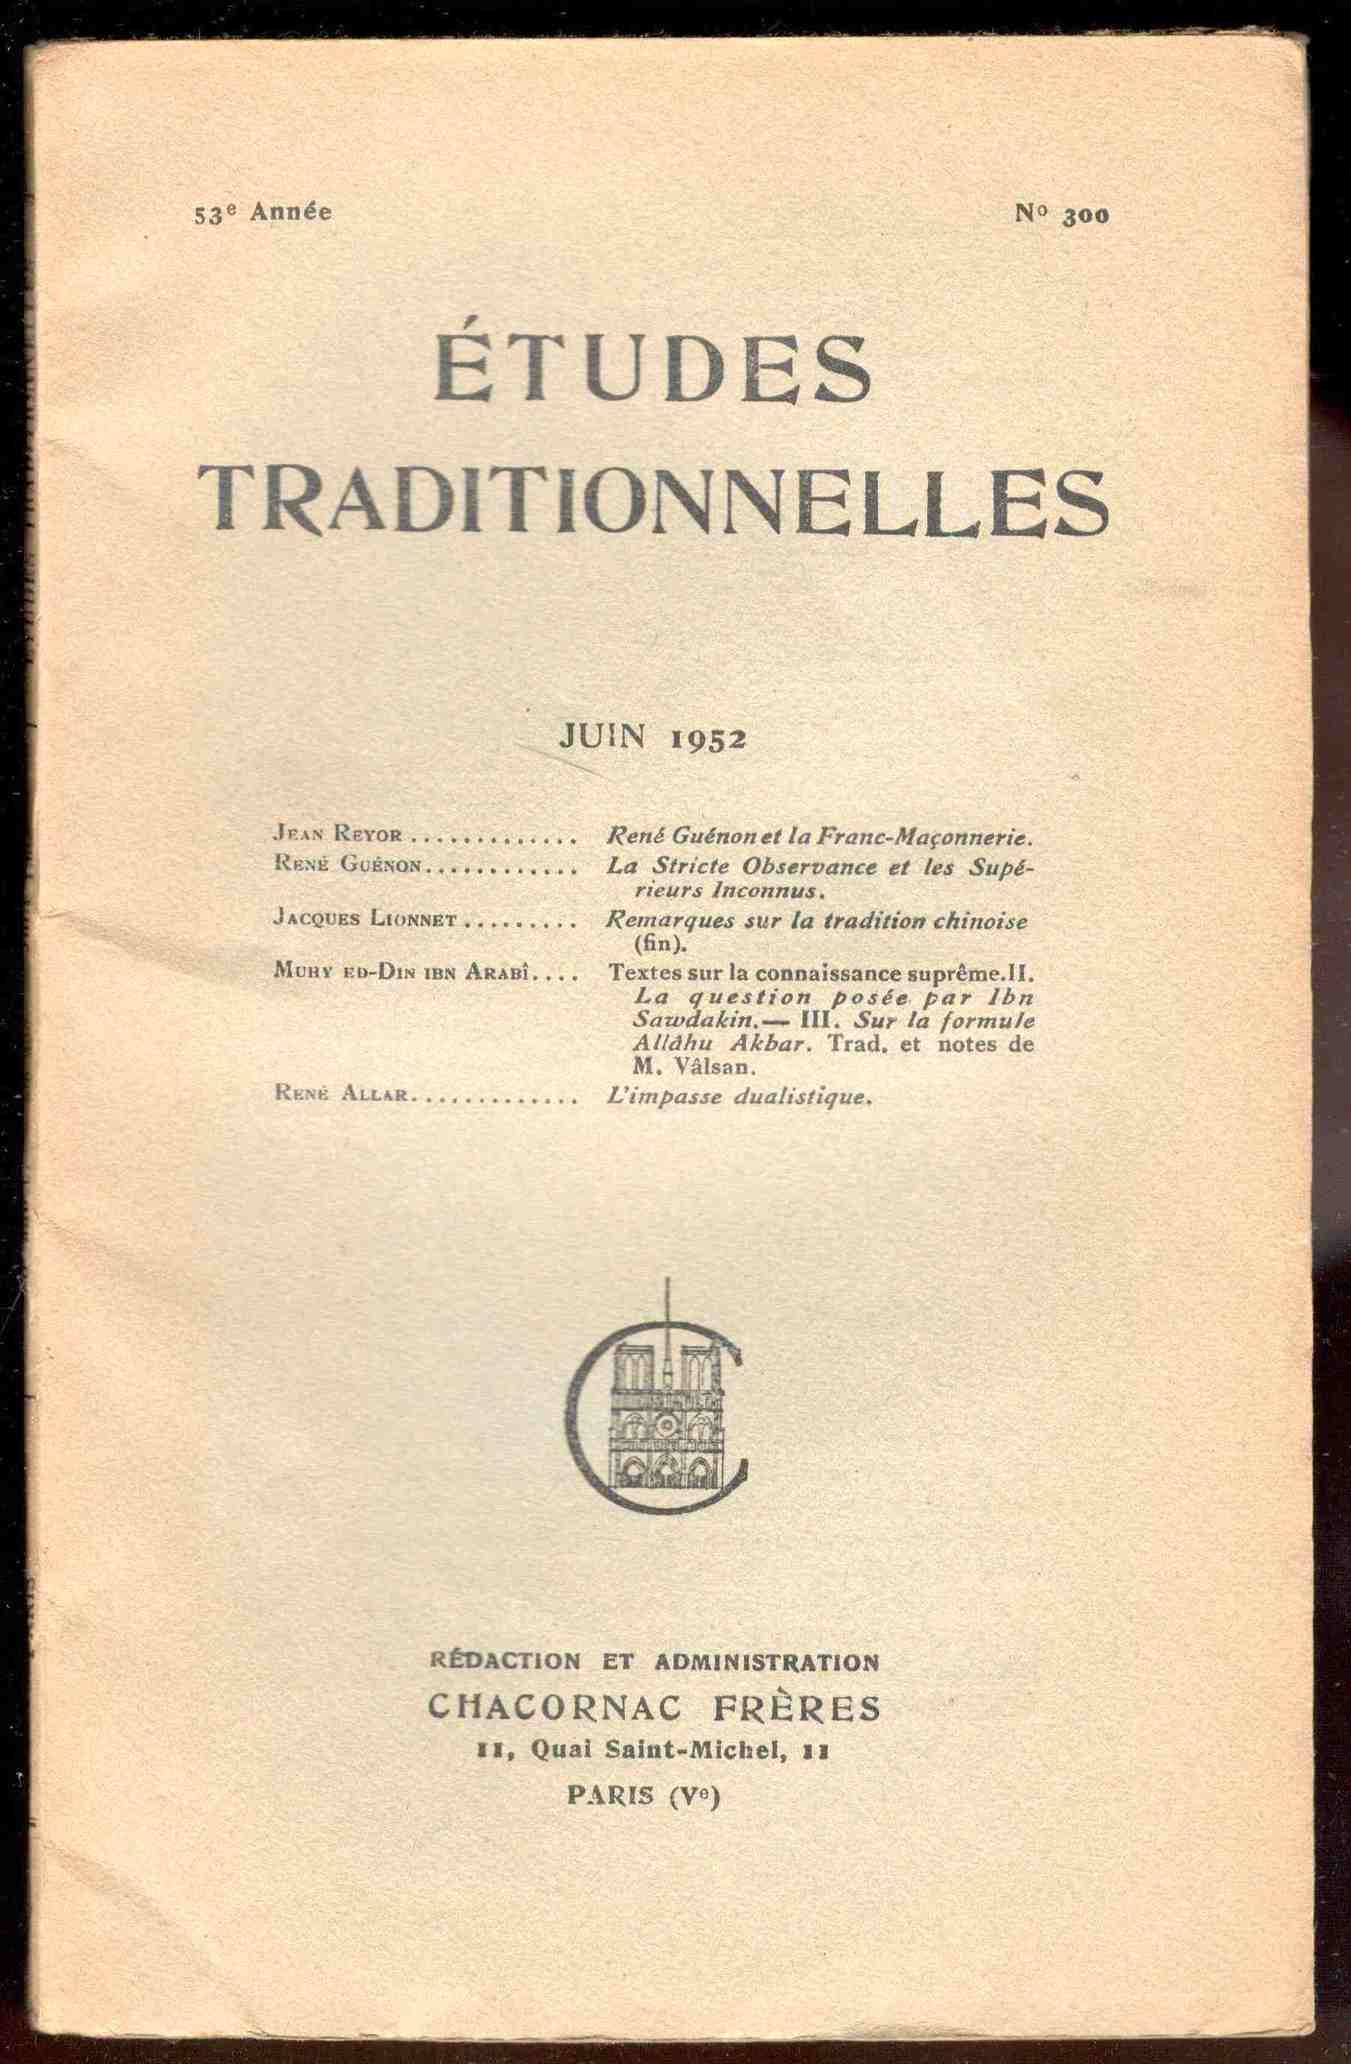 53e Année N° 300
ÉTUDES
TRADITIONNELLES
JUIN 1952
JEAN REYOR ............. René Guénon et la Franc-Maçonnerie.
RENÉ GUÉNON............ La Stricte Observance et les Supé-
rieurs Inconnus.
JACQUES LIONNET ......... Remarques sur la tradition chinoise
(fin).
MUHY ED-DIN IBN ARABÎ.... Textes sur la connaissance suprême.II.
La question posée par Ibn
Sawdakin.— III. Sur la formule
Allâhu Akbar. Trad. et notes de
M. Vâlsan.
RENÉ ALLAR............. L'impasse dualistique.
C
RÉDACTION ET ADMINISTRATION
CHACORNAC FRÈRES
11, Quai Saint-Michel, 11
PARIS (Ve)